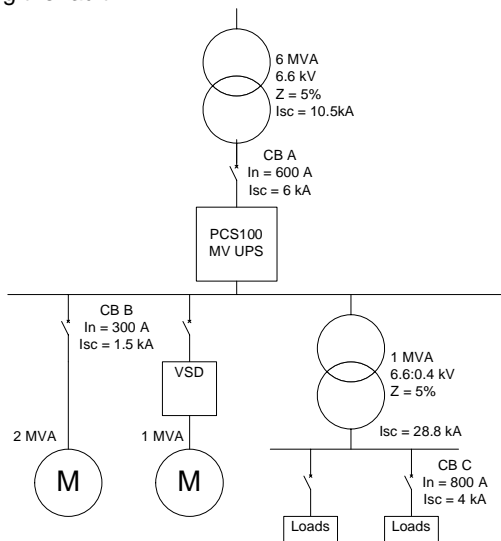 6 MVA
6.6 kV
Z = 5%
Isc = 10.5kA
CB A
In = 600 A
Isc = 6 kA
PCS100
MV UPS
CB B
In = 300 A
Isc = 1.5 kA
VSD
1 MVA
6.6:0.4 kV
Z = 5%
Isc = 28.8 kA
2 MVA
1 MVA
M
M
CB C
In = 800 A
Isc = 4 kA
Loads
Loads